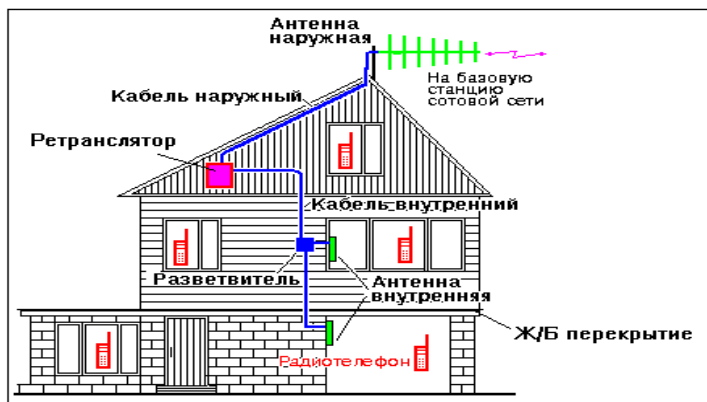 Антенна
наружная
На базовую
станцию
сотовой сети
Кабель наружный
Ретранслятор
Кабель внутренний
Разветвитель
Антенна
внутренняя
Ж/Б перекрытие
Радиотелефон